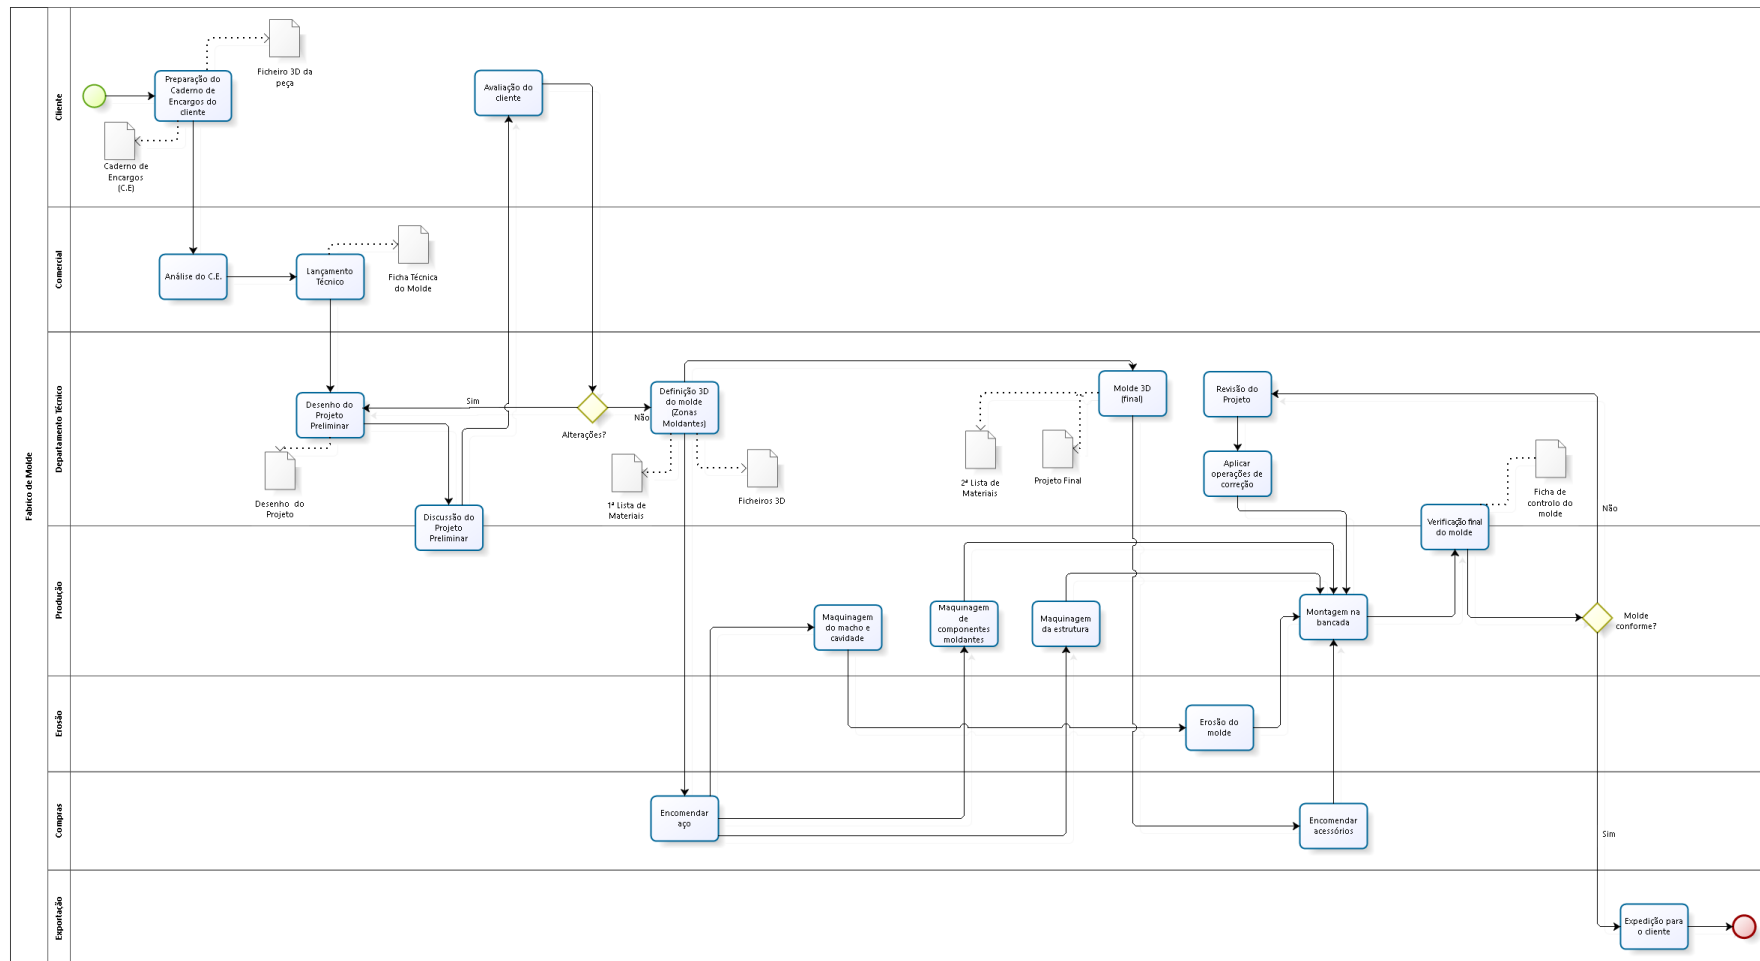 Fabrico de Molde
Cliente
Preparação do
Caderno de
Encargos do
cliente
Ficheiro 3D da
peça
Caderno de
Encargos
(C.E)
Avaliação do
cliente
Comercial
Análise do C.E.
Lançamento
Técnico
Ficha Técnica
do Molde
Departamento Técnico
Desenho do
Projeto
Preliminar
Desenho do
Projeto
Discussão do
Projeto
Preliminar
Sim
Alterações?
Não
Definição 3D
do molde
(Zonas
Moldantes)
1ª Lista de
Materiais
Ficheiros 3D
Molde 3D
(final)
2ª Lista de
Materiais
Projeto Final
Revisão do
Projeto
Aplicar
operações de
correção
Ficha de
controlo do
molde
Verificação final
do molde
Não
Produção
Maquinagem
do macho e
cavidade
Maquinagem
de
componentes
moldantes
Maquinagem
da estrutura
Montagem na
bancada
Molde
conforme?
Erosão
Erosão do
molde
Compras
Encomendar
aço
Encomendar
acessórios
Sim
Exportação
Expedição para
o cliente